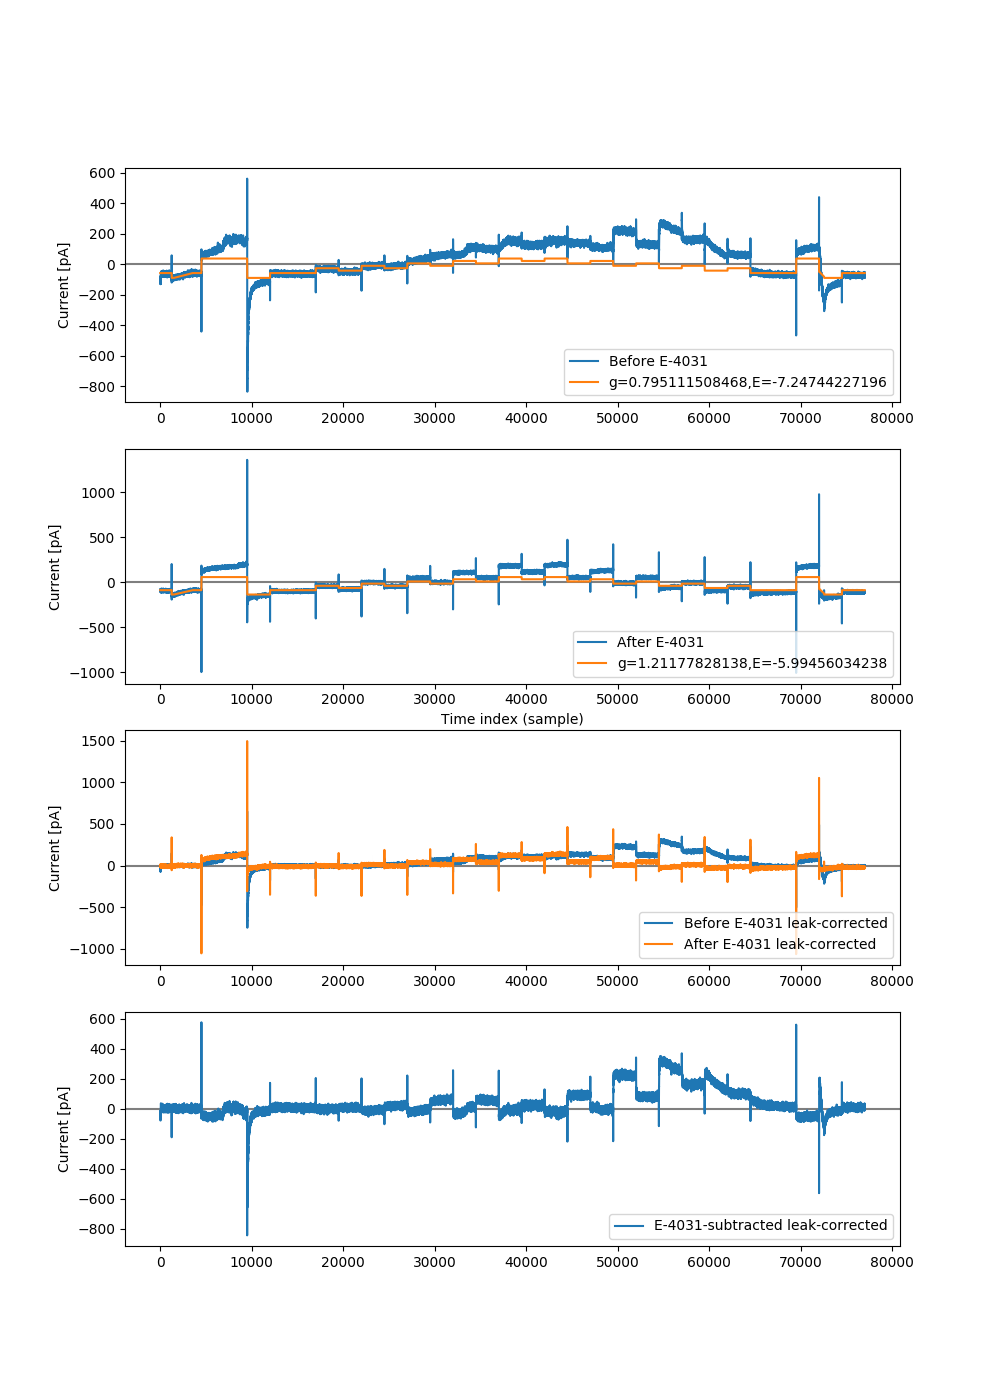 600
400
200
0
−200
−400
−600
−800
Current [pA]
Before E-4031
g=0.795111508468,E=-7.24744227196
0 10000 20000 30000 40000 50000 60000 70000 80000
1000
500
0
−500
−1000
Current [pA]
After E-4031
g=1.21177828138,E=-5.99456034238
0 10000 20000 30000 40000 50000 60000 70000 80000
Time index (sample)
1500
1000
500
0
−500
−1000
Current [pA]
Before E-4031 leak-corrected
After E-4031 leak-corrected
0 10000 20000 30000 40000 50000 60000 70000 80000
600
400
200
0
−200
−400
−600
−800
Current [pA]
E-4031-subtracted leak-corrected
0 10000 20000 30000 40000 50000 60000 70000 80000